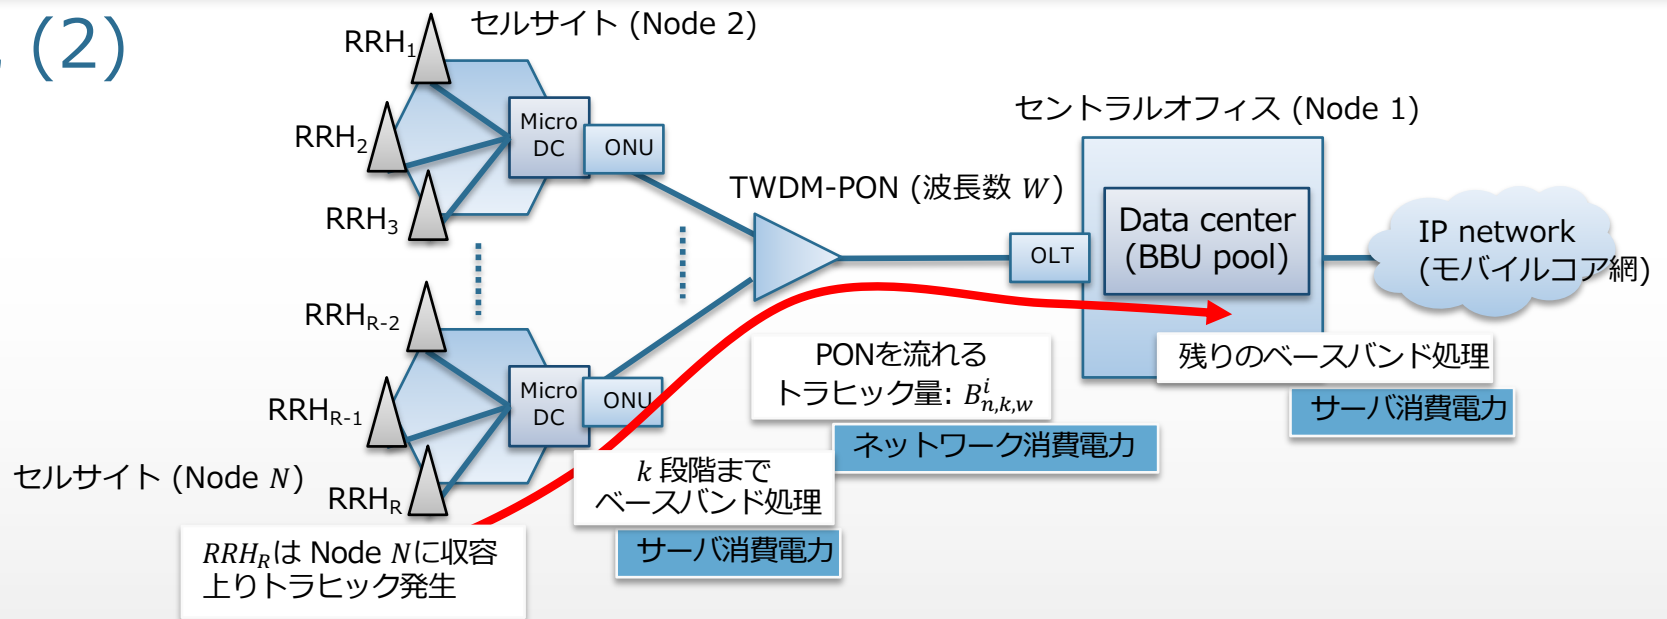 (2)
セルサイト (Node 2)
RRH1
RRH2
RRH3
Micro
DC
ONU
TWDM-PON (波長数 W)
セントラルオフィス (Node 1)
OLT
Data center
(BBU pool)
IP network
(モバイルコア網)
RRHR-2
RRHR-1
RRHR
Micro
DC
ONU
セルサイト (Node N)
PONを流れる
トラヒック量: B^i_{n,k,w}
ネットワーク消費電力
残りのベースバンド処理
サーバ消費電力
k 段階まで
ベースバンド処理
サーバ消費電力
RRHRは Node Nに収容
上りトラヒック発生